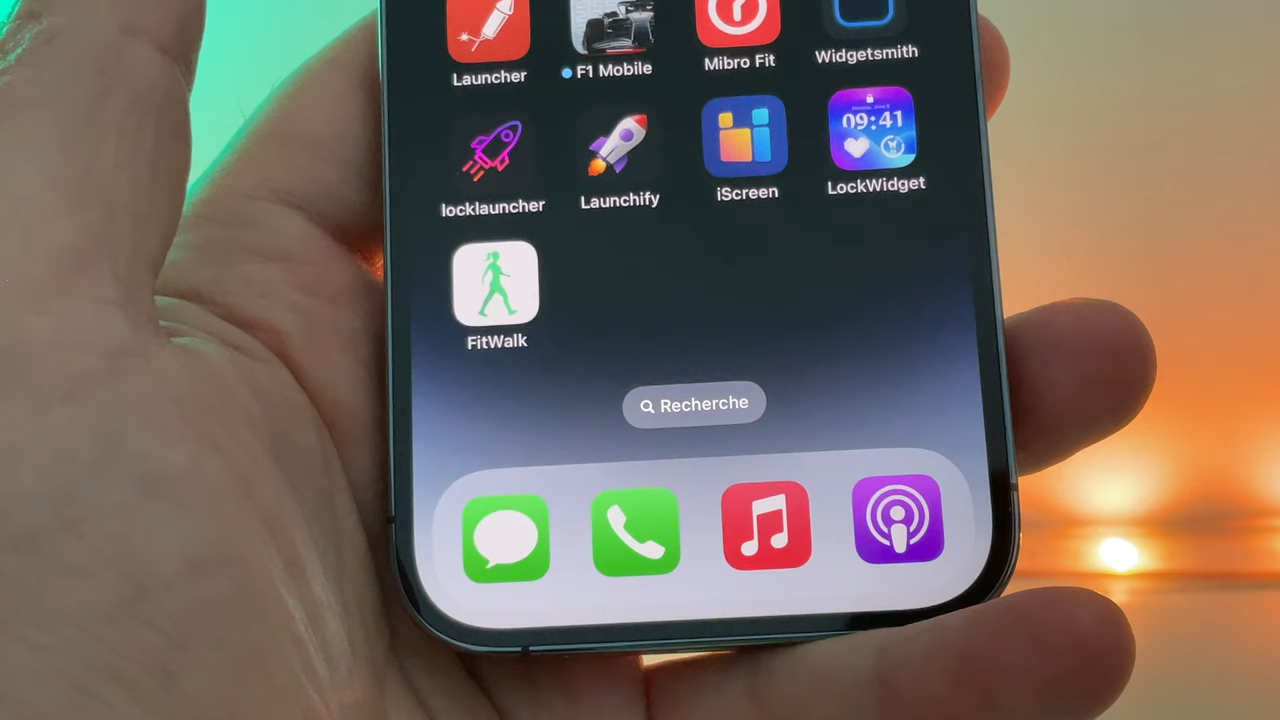 Launcher
F1 Mobile
Mibro Fit
Widgetsmith
locklauncher
Launchify
iScreen
09:41
LockWidget
FitWalk
Recherche